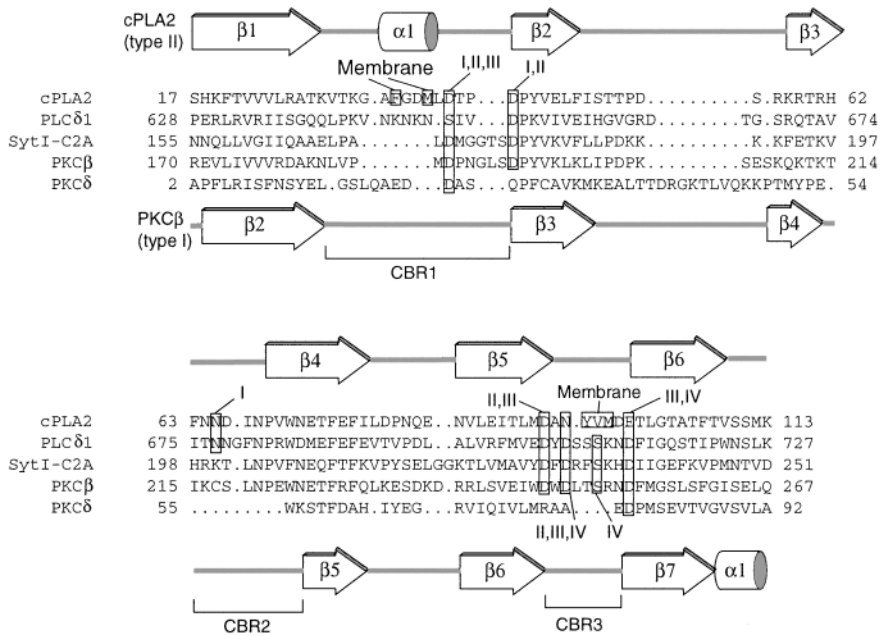 cPLA2
(type II)
β1
α1
β2
β3
Membrane
I,II,III
I,II
cPLA2 17 SHKFTVVVLRATKVTKG.AFGDMLDTP...DPYVELFISTTPD.........S.RKRTRH 62
PLCδ1 628 PERLRVRIISGQQLPKVNKNKNSIV...DPKVIVEIHGVGRD........TG.SRQTAV 674
SytI-C2A 155 NNQLLVGIIQAAELPA.......LDMGGTSDPYVKVFLLPDKK.........K.KFETKV 197
PKCβ 170 REVLIVVVRDAKNLVP.......MDPNGLSDPYVKLKLIPDPK.......SESKQKTKT 214
PKCδ 2 APFLRISFNSYEL.GSLQAED..DAS...QPFCAVKMKEALTTDRGKTLVQKKPTMYPE. 54
PKCβ
(type I)
β2
β3
β4
CBR1
β4
β5
β6
I
II,III
Membrane
III,IV
cPLA2 63 FNND.INPVWNETFEFILDPNQE..NVLEITLMDAN.YVMDETLGTATFTVSSMK 113
PLCδ1 675 ITNNGFNPRWDMEFEFEVTVPDL..ALVRFMVEDYDSSSKNDFIGQSTIPWNSLK 727
SytI-C2A 198 HRKT.LNPVFNEQFTFKVPYSELGGKTLVMAVYDFDRFSKHDIIGEFKVPMNTVD 251
PKCβ 215 IKCS.LNPEWNETFRFQLKESDKD.RRLSVEIWDWDLTSRNDFMGSLSFGISELQ 267
PKCδ 55 .........WKSTFDAH.IYEG..RVIQIVLMRAA....EDPMSEVTVGVSVLA 92
II,III,IV
IV
β5
β6
β7
α1
CBR2
CBR3